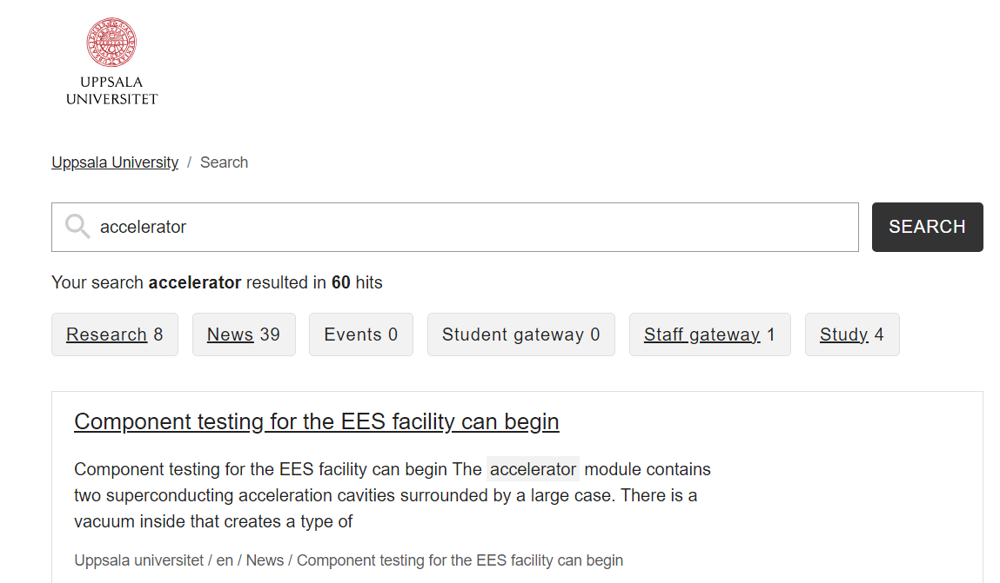 UPPSALA
UNIVERSITET
Uppsala University / Search
accelerator
SEARCH
Your search accelerator resulted in 60 hits
Research 8 News 39 Events 0 Student gateway 0 Staff gateway 1 Study 4
Component testing for the EES facility can begin
Component testing for the EES facility can begin The accelerator module contains
two superconducting acceleration cavities surrounded by a large case. There is a
vacuum inside that creates a type of
Uppsala universitet / en / News / Component testing for the EES facility can begin